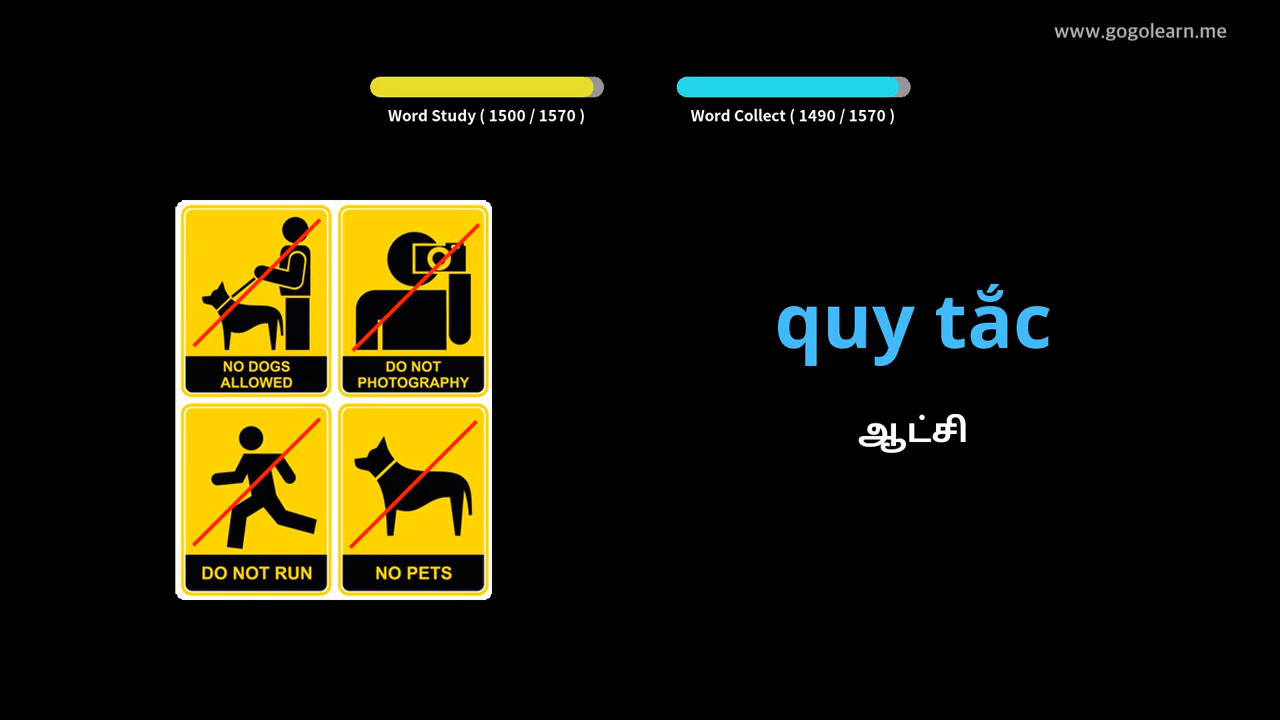 www.gogolearn.me
Word Study ( 1500 / 1570 )
Word Collect ( 1490 / 1570 )
NO DOGS
ALLOWED
DO NOT
PHOTOGRAPHY
DO NOT RUN
NO PETS
quy tắc
ஆட்சி